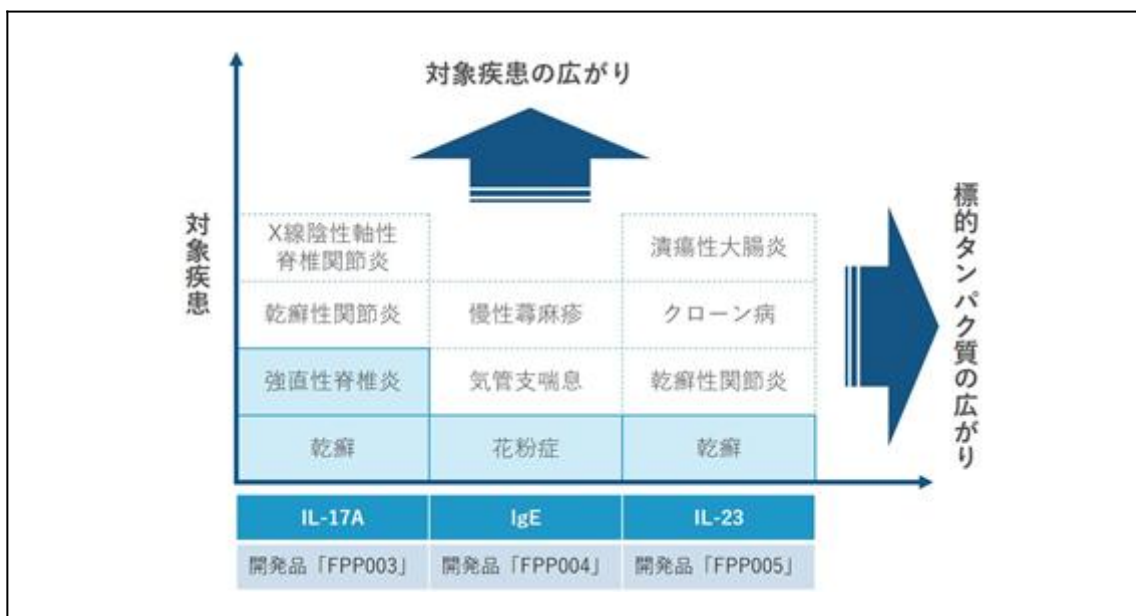 対象疾患の広がり
対象疾患
標的タンパク質の広がり
X線陰性軸性
脊椎関節炎
潰瘍性大腸炎
乾癬性関節炎
慢性蕁麻疹
クローン病
強直性脊椎炎
気管支喘息
乾癬性関節炎
乾癬
花粉症
乾癬
IL-17A
IgE
IL-23
開発品「FPP003」
開発品「FPP004」
開発品「FPP005」